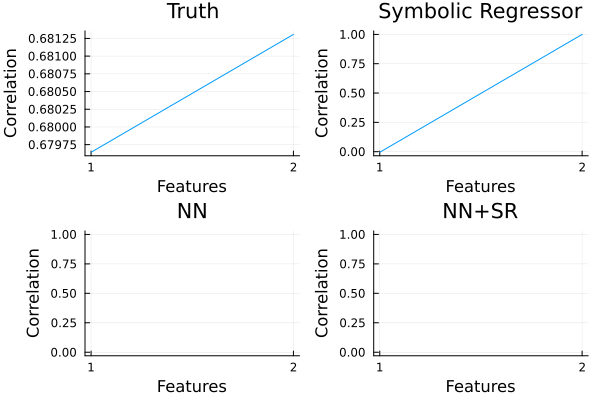 Truth
Correlation
0.68125
0.68100
0.68075
0.68050
0.68025
0.68000
0.67975
1
2
Features
Symbolic Regressor
Correlation
1.00
0.75
0.50
0.25
0.00
1
2
Features
NN
Correlation
1.00
0.75
0.50
0.25
0.00
1
2
Features
NN+SR
Correlation
1.00
0.75
0.50
0.25
0.00
1
2
Features